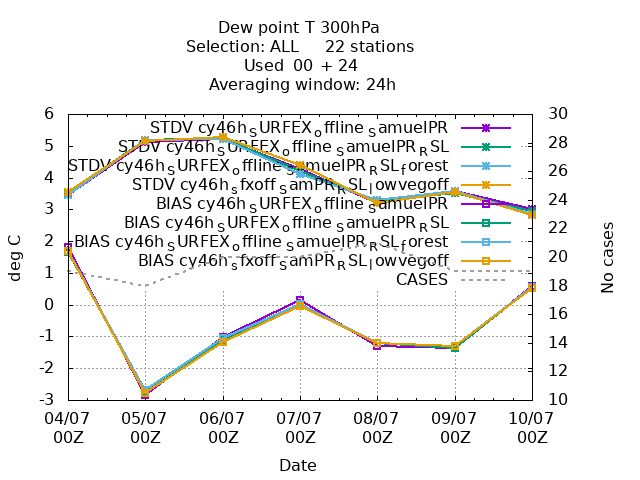 Dew point T 300hPa
Selection: ALL 22 stations
Used 00 + 24
Averaging window: 24h
STDV cy46h_SURFEX_offline_SamuelPR
STDV cy46h_SURFEX_offline_SamuelPR_RSL
STDV cy46h_SURFEX_offline_SamuelPR_RSL_forest
STDV cy46h_sfxoff_SamPR_RSL_lowvegoff
BIAS cy46h_SURFEX_offline_SamuelPR
BIAS cy46h_SURFEX_offline_SamuelPR_RSL
BIAS cy46h_SURFEX_offline_SamuelPR_RSL_forest
BIAS cy46h_sfxoff_SamPR_RSL_lowvegoff
CASES
deg C
6
5
4
3
2
1
0
-1
-2
-3
30
28
26
24
22
20
18
16
14
12
10
No cases
04/07 05/07 06/07 07/07 08/07 09/07 10/07
00Z 00Z 00Z 00Z 00Z 00Z 00Z
Date